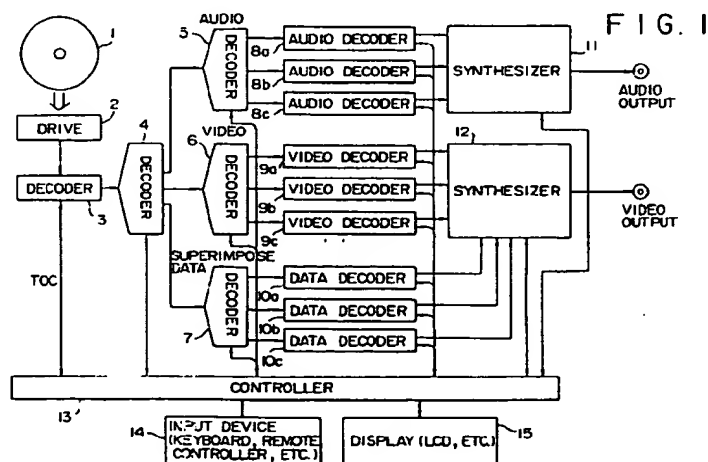 FIG. 1
1
2
DRIVE
DECODER
3
TOC
4
DECODER
AUDIO
5
DECODER
8a
AUDIO DECODER
8b
AUDIO DECODER
8c
AUDIO DECODER
11
SYNTHESIZER
AUDIO
OUTPUT
VIDEO
6
DECODER
9a
VIDEO DECODER
9b
VIDEO DECODER
9c
VIDEO DECODER
12
SYNTHESIZER
VIDEO
OUTPUT
SUPERIMPOSE
DATA
7
DECODER
10a
DATA DECODER
10b
DATA DECODER
10c
DATA DECODER
CONTROLLER
13
14
INPUT DEVICE
(KEYBOARD, REMOTE
CONTROLLER, ETC.)
DISPLAY (LCD, ETC.)
15